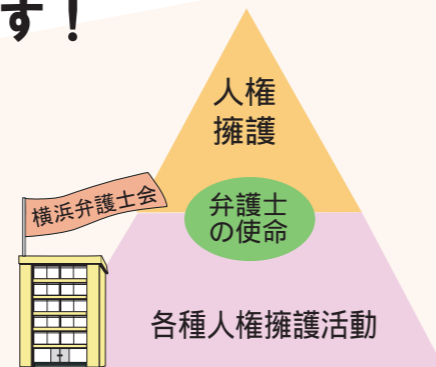 す！
人権
擁護
横浜弁護士会
弁護士
の使命
各種人権擁護活動